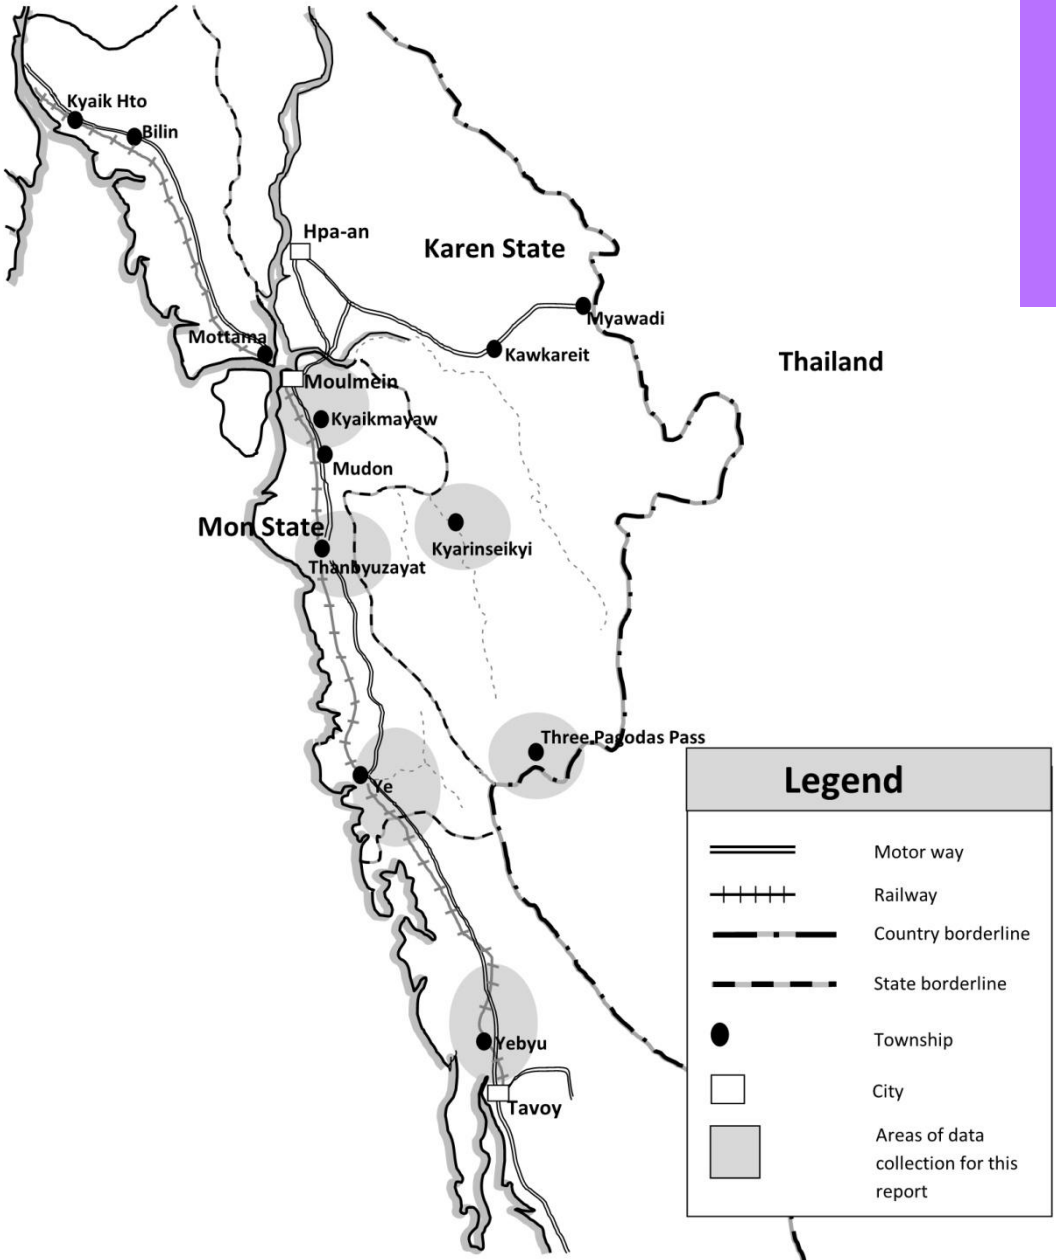 Kyaik Hto
Bilin
Hpa-an
Karen State
Myawadi
Mottama
Kawkareit
Thailand
Moulmein
Kyaikmayaw
Mudon
Mon State
Kyarinseikyi
Thanbyuzayat
Three Pagodas Pass
Ye
Yebyu
Tavoy
Legend
Motor way
Railway
Country borderline
State borderline
Township
City
Areas of data
collection for this
report